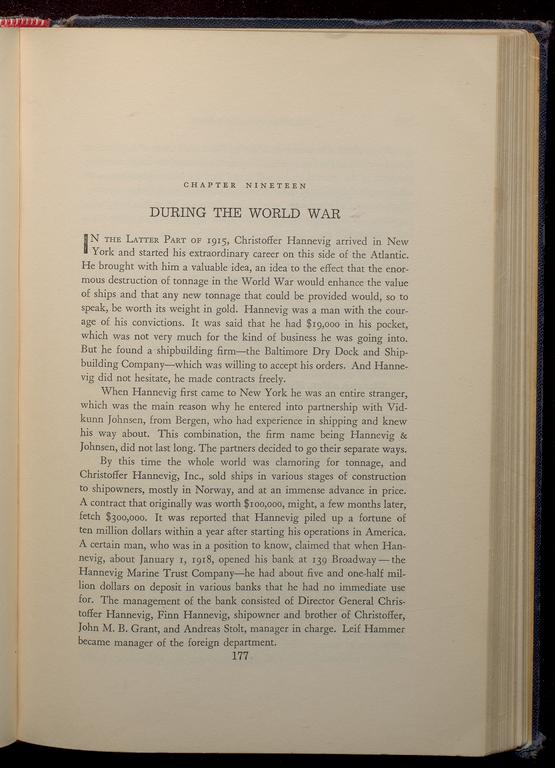 CHAPTER NINETEEN
DURING THE WORLD WAR
IN THE LATTER PART OF 1915, Christoffer Hannevig arrived in New
York and started his extraordinary career on this side of the Atlantic.
He brought with him a valuable idea, an idea to the effect that the enor-
mous destruction of tonnage in the World War would enhance the value
of ships and that any new tonnage that could be provided would, so to
speak, be worth its weight in gold. Hannevig was a man with the cour-
age of his convictions. It was said that he had $19,000 in his pocket,
which was not very much for the kind of business he was going into.
But he found a shipbuilding firm—the Baltimore Dry Dock and Ship-
building Company—which was willing to accept his orders. And Hanne-
vig did not hesitate, he made contracts freely.
When Hannevig first came to New York he was an entire stranger,
which was the main reason why he entered into partnership with Vid-
kunn Johnsen, from Bergen, who had experience in shipping and knew
his way about. This combination, the firm name being Hannevig &
Johnsen, did not last long. The partners decided to go their separate ways.
By this time the whole world was clamoring for tonnage, and
Christoffer Hannevig, Inc., sold ships in various stages of construction
to shipowners, mostly in Norway, and at an immense advance in price.
A contract that originally was worth $100,000, might, a few months later,
fetch $300,000. It was reported that Hannevig piled up a fortune of
ten million dollars within a year after starting his operations in America.
A certain man, who was in a position to know, claimed that when Han-
nevig, about January 1, 1918, opened his bank at 139 Broadway—the
Hannevig Marine Trust Company—he had about five and one-half mil-
lion dollars on deposit in various banks that he had no immediate use
for. The management of the bank consisted of Director General Chris-
toffer Hannevig, Finn Hannevig, shipowner and brother of Christoffer,
John M. B. Grant, and Andreas Stolt, manager in charge. Leif Hammer
became manager of the foreign department.
177